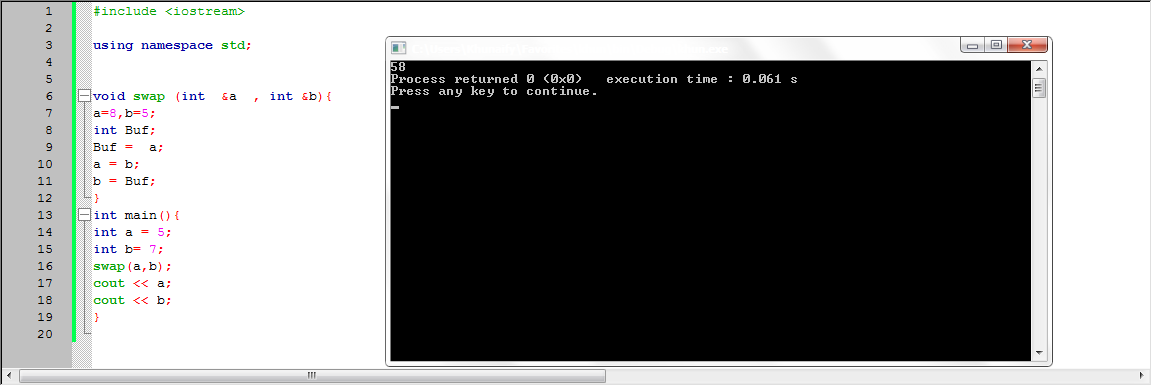 1 #include <iostream>
2
3 using namespace std;
4
5
6 void swap (int  &a  , int &b){
7 a=8,b=5;
8 int Buf;
9 Buf =  a;
10 a = b;
11 b = Buf;
12 }
13 int main(){
14 int a = 5;
15 int b= 7;
16 swap(a,b);
17 cout << a;
18 cout << b;
19 }
20
58
Process returned 0 (0x0)   execution time : 0.061 s
Press any key to continue.